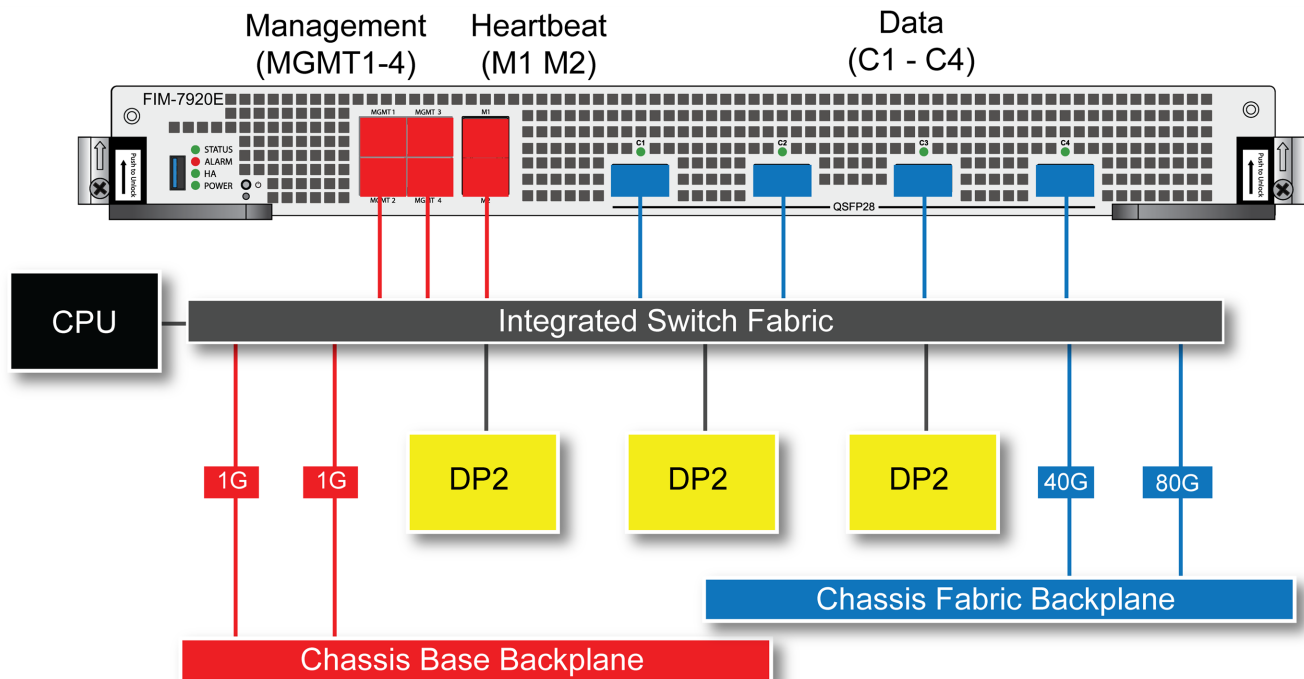 Management
(MGMT1-4)
Heartbeat
(M1 M2)
Data
(C1 - C4)
FIM-7920E
MGMT 1
MGMT 3
M1
STATUS
ALARM
HA
POWER
C1
C2
C3
C4
Push to Unlock
Push to Unlock
MGMT 2
MGMT 4
M2
QSFP28
CPU
Integrated Switch Fabric
DP2
DP2
DP2
1G
1G
40G
80G
Chassis Fabric Backplane
Chassis Base Backplane